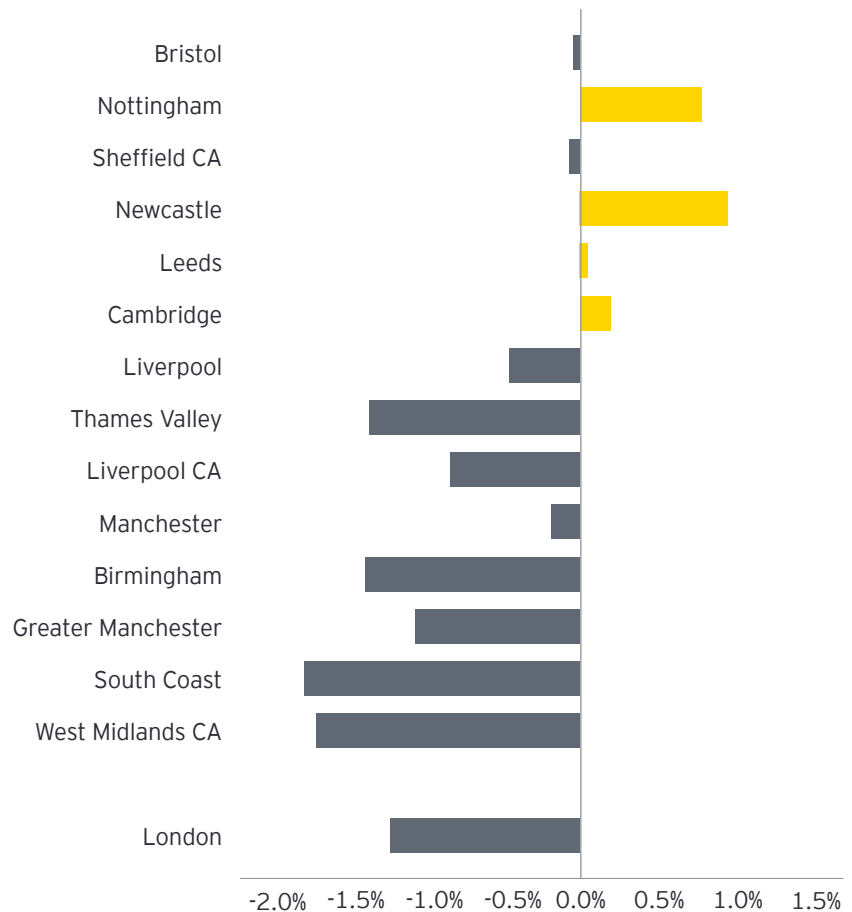 Bristol
Nottingham
Sheffield CA
Newcastle
Leeds
Cambridge
Liverpool
Thames Valley
Liverpool CA
Manchester
Birmingham
Greater Manchester
South Coast
West Midlands CA
London
-2.0% -1.5% -1.0% -0.5% 0.0% 0.5% 1.0% 1.5%